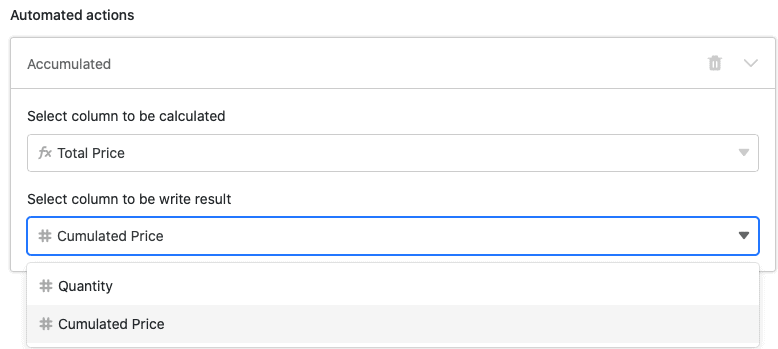 Automated actions
Accumulated
Select column to be calculated
fx Total Price
Select column to be write result
# Cumulated Price
# Quantity
# Cumulated Price